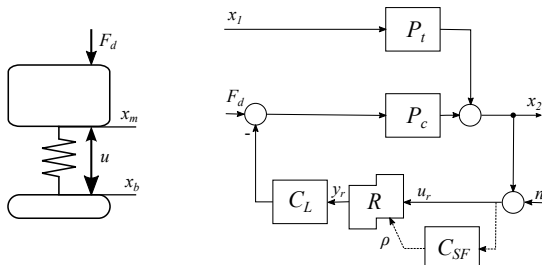 F_d
x_m
u
x_b
x_1
P_t
F_d
P_c
x_2
-
C_L
y_r
R
u_r
n
ρ
C_SF